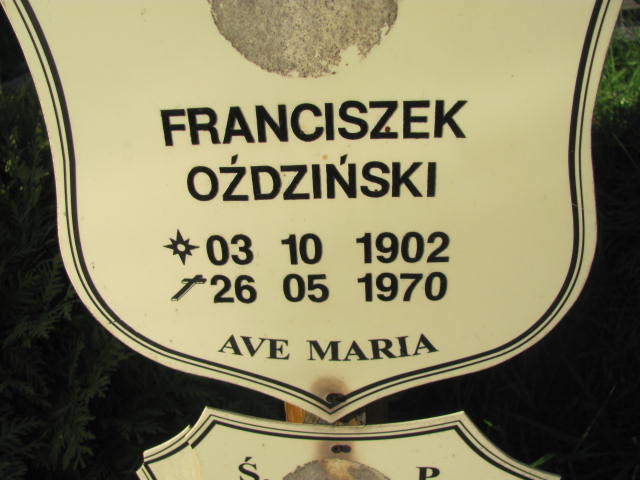 FRANCISZEK
OŹDZIŃSKI
03 10 1902
26 05 1970
AVE MARIA
Ś. P